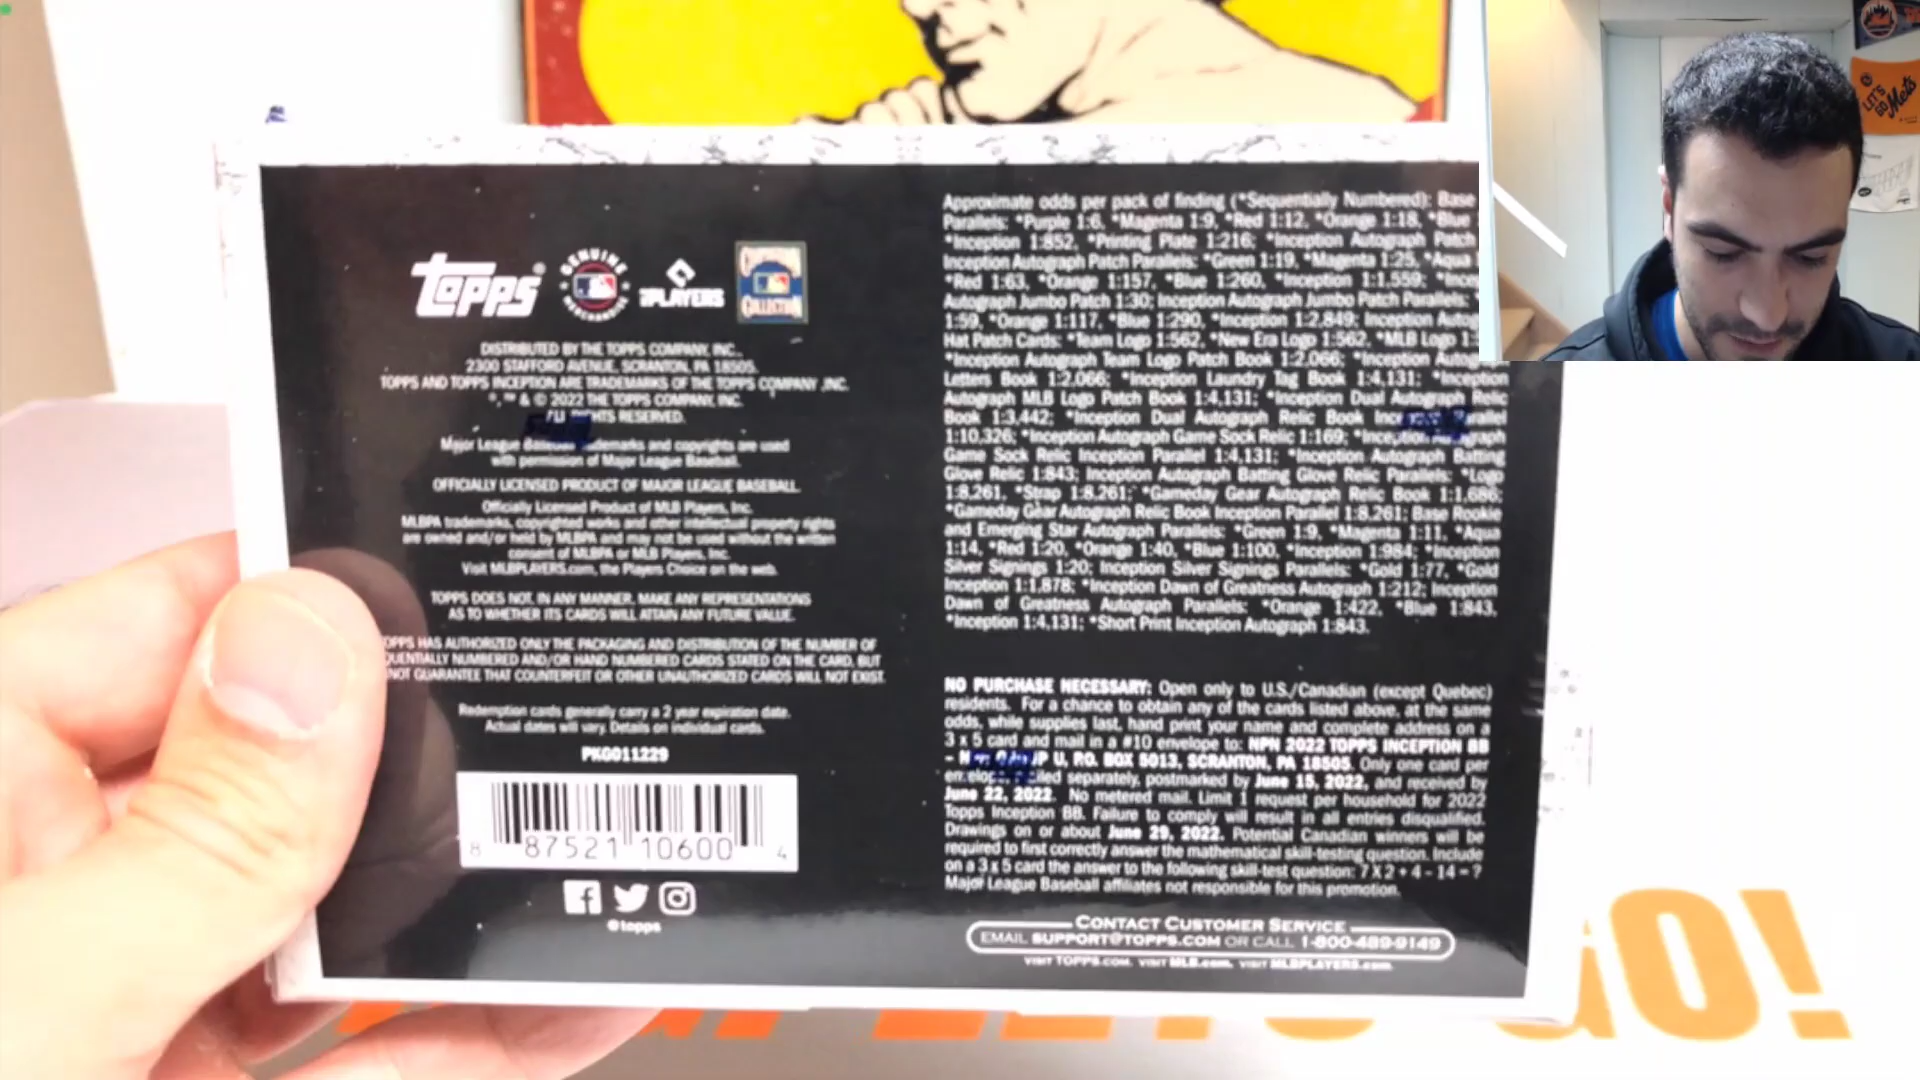 LET'S
GO Mets
topps
GENUINE
MERCHANDISE
PLAYERS
COOPERSTOWN
COLLECTION
DISTRIBUTED BY THE TOPPS COMPANY, INC.,
2300 STAFFORD AVENUE, SCRANTON, PA 18505.
TOPPS AND TOPPS INCEPTION ARE TRADEMARKS OF THE TOPPS COMPANY ,INC.
®, ™ & © 2022 THE TOPPS COMPANY, INC.
RIGHTS RESERVED.
Major League and copyrights are used
with permission of Major League Baseball.
OFFICIALLY LICENSED PRODUCT OF MAJOR LEAGUE BASEBALL.
Officially Licensed Product of MLB Players, Inc.
MLBPA trademarks, copyrighted works and other intellectual property rights
are owned and/or held by MLBPA and may not be used without the written
consent of MLBPA or MLB Players, Inc.
Visit MLBPLAYERS.com, the Players Choice on the web.
TOPPS DOES NOT, IN ANY MANNER, MAKE ANY REPRESENTATIONS
AS TO WHETHER ITS CARDS WILL ATTAIN ANY FUTURE VALUE.
OPPS HAS AUTHORIZED ONLY THE PACKAGING AND DISTRIBUTION OF THE NUMBER OF
QUENTIALLY NUMBERED AND/OR HAND NUMBERED CARDS STATED ON THE CARD, BUT
NOT GUARANTEE THAT COUNTERFEIT OR OTHER UNAUTHORIZED CARDS WILL NOT EXIST.
Redemption cards generally carry a 2 year expiration date.
Actual dates will vary. Details on individual cards.
PKG011229
8 87521 10600 4
@topps
Approximate odds per pack of finding (*Sequentially Numbered): Base
Parallels: *Purple 1:6, *Magenta 1:9, *Red 1:12, *Orange 1:18, *Blue
*Inception 1:852, *Printing Plate 1:216; *Inception Autograph Patch
Inception Autograph Patch Parallels: *Green 1:19, *Magenta 1:25, *Aqua
*Red 1:63, *Orange 1:157, *Blue 1:260, *Inception 1:1,559; *Ince
Autograph Jumbo Patch 1:30; Inception Autograph Jumbo Patch Parallels:
1:59, *Orange 1:117, *Blue 1:290, *Inception 1:2,849; Inception Autog
Hat Patch Cards: *Team Logo 1:562, *New Era Logo 1:562, *MLB Logo 1:
*Inception Autograph Team Logo Patch Book 1:2,066; *Inception Autog
Letters Book 1:2,066; *Inception Laundry Tag Book 1:4,131; *Inception
Autograph MLB Logo Patch Book 1:4,131; *Inception Dual Autograph Relic
Book 1:3,442; *Inception Dual Autograph Relic Book
1:10,326; *Inception Autograph Game Sock Relic 1:169;
Game Sock Relic Inception Parallel 1:4,131; *Inception Autograph Batting
Glove Relic 1:843; Inception Autograph Batting Glove Relic Parallels: *Logo
1:8,261, *Strap 1:8,261; *Gameday Gear Autograph Relic Book 1:1,686;
*Gameday Gear Autograph Relic Book Inception Parallel 1:8,261; Base Rookie
and Emerging Star Autograph Parallels: *Green 1:9, *Magenta 1:11, *Aqua
1:14, *Red 1:20, *Orange 1:40, *Blue 1:100, *Inception 1:984; *Inception
Silver Signings 1:20; Inception Silver Signings Parallels: *Gold 1:77, *Gold
Inception 1:1,878; *Inception Dawn of Greatness Autograph 1:212; Inception
Dawn of Greatness Autograph Parallels: *Orange 1:422, *Blue 1:843,
*Inception 1:4,131; *Short Print Inception Autograph 1:843.
NO PURCHASE NECESSARY: Open only to U.S./Canadian (except Quebec)
residents. For a chance to obtain any of the cards listed above, at the same
odds, while supplies last, hand print your name and complete address on a
3 x 5 card and mail in a #10 envelope to: NPN 2022 TOPPS INCEPTION BB
U, P.O. BOX 5013, SCRANTON, PA 18505. Only one card per
separately, postmarked by June 15, 2022, and received by
June 22, 2022. No metered mail. Limit 1 request per household for 2022
Topps Inception BB. Failure to comply will result in all entries disqualified.
Drawings on or about June 29, 2022. Potential Canadian winners will be
required to first correctly answer the mathematical skill-testing question. Include
on a 3 x 5 card the answer to the following skill-test question: 7 X 2 + 4 - 14 = ?
Major League Baseball affiliates not responsible for this promotion.
CONTACT CUSTOMER SERVICE
EMAIL SUPPORT@TOPPS.COM OR CALL 1-800-489-9149
VISIT TOPPS.COM. VISIT MLB.com. VISIT MLBPLAYERS.com.
LET'S GO!